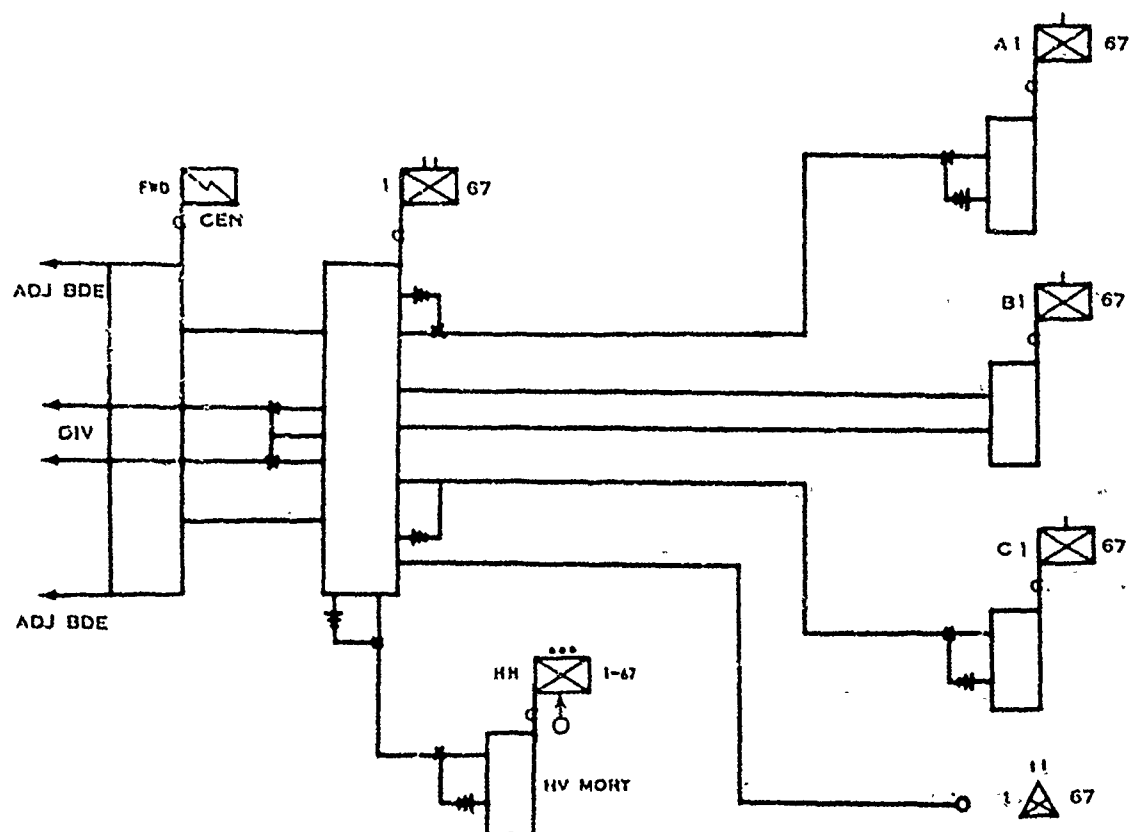 A1 67
FWD
CEN
1 67
ADJ BDE
B1 67
DIV
C1 67
ADJ BDE
HH 1-67
HV MORT
1 67